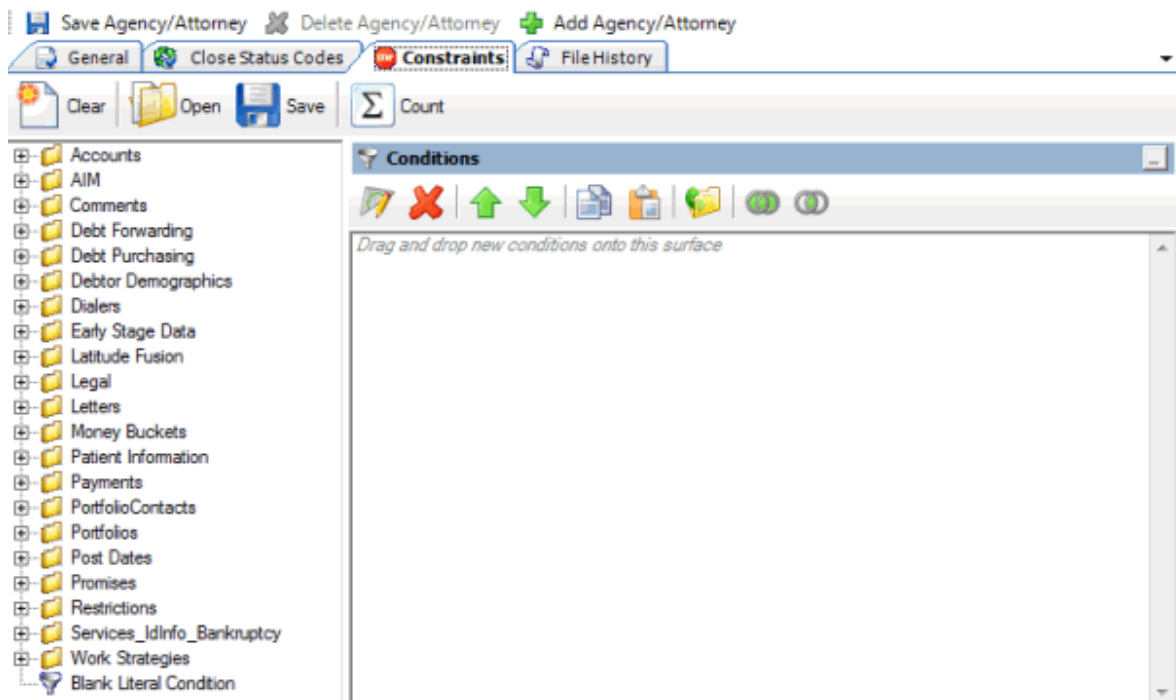 Save Agency/Attorney Delete Agency/Attorney Add Agency/Attorney
General Close Status Codes Constraints File History
Clear Open Save Σ Count
Accounts
AIM
Comments
Debt Forwarding
Debt Purchasing
Debtor Demographics
Dialers
Early Stage Data
Latitude Fusion
Legal
Letters
Money Buckets
Patient Information
Payments
PortfolioContacts
Portfolios
Post Dates
Promises
Restrictions
Services_IdInfo_Bankruptcy
Work Strategies
Blank Literal Condition
Conditions
Drag and drop new conditions onto this surface